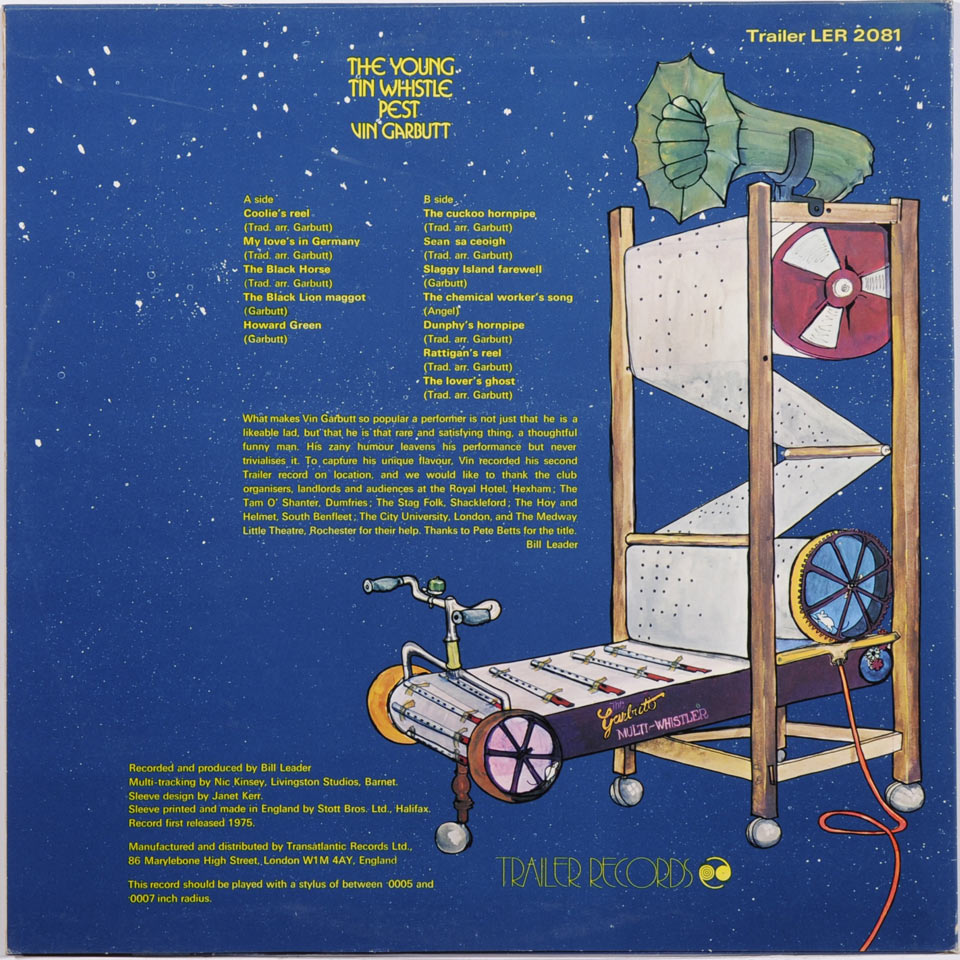 Trailer LER 2081
THE YOUNG
TIN WHISTLE
PEST
VIN GARBUTT
A side
Coolie's reel
(Trad. arr. Garbutt)
My love's in Germany
(Trad. arr. Garbutt)
The Black Horse
(Trad. arr. Garbutt)
The Black Lion maggot
(Garbutt)
Howard Green
(Garbutt)
B side
The cuckoo hornpipe
(Trad. arr. Garbutt)
Sean sa ceoigh
(Trad. arr. Garbutt)
Slaggy Island farewell
(Garbutt)
The chemical worker's song
(Angel)
Dunphy's hornpipe
(Trad. arr. Garbutt)
Rattigan's reel
(Trad. arr. Garbutt)
The lover's ghost
(Trad. arr. Garbutt)
What makes Vin Garbutt so popular a performer is not just that he is a
likeable lad, but that he is that rare and satisfying thing, a thoughtful
funny man. His zany humour leavens his performance but never
trivialises it. To capture his unique flavour, Vin recorded his second
Trailer record on location, and we would like to thank the club
organisers, landlords and audiences at the Royal Hotel, Hexham; The
Tam O' Shanter, Dumfries; The Stag Folk, Shackleford; The Hoy and
Helmet, South Benfleet; The City University, London, and The Medway
Little Theatre, Rochester for their help. Thanks to Pete Betts for the title.
Bill Leader
The
Garbutt
MULTI-WHISTLER
Recorded and produced by Bill Leader
Multi-tracking by Nic Kinsey, Livingston Studios, Barnet.
Sleeve design by Janet Kerr.
Sleeve printed and made in England by Stott Bros. Ltd., Halifax.
Record first released 1975.
Manufactured and distributed by Transatlantic Records Ltd.,
86 Marylebone High Street, London W1M 4AY, England
This record should be played with a stylus of between ·0005 and
·0007 inch radius.
TRAILER RECORDS